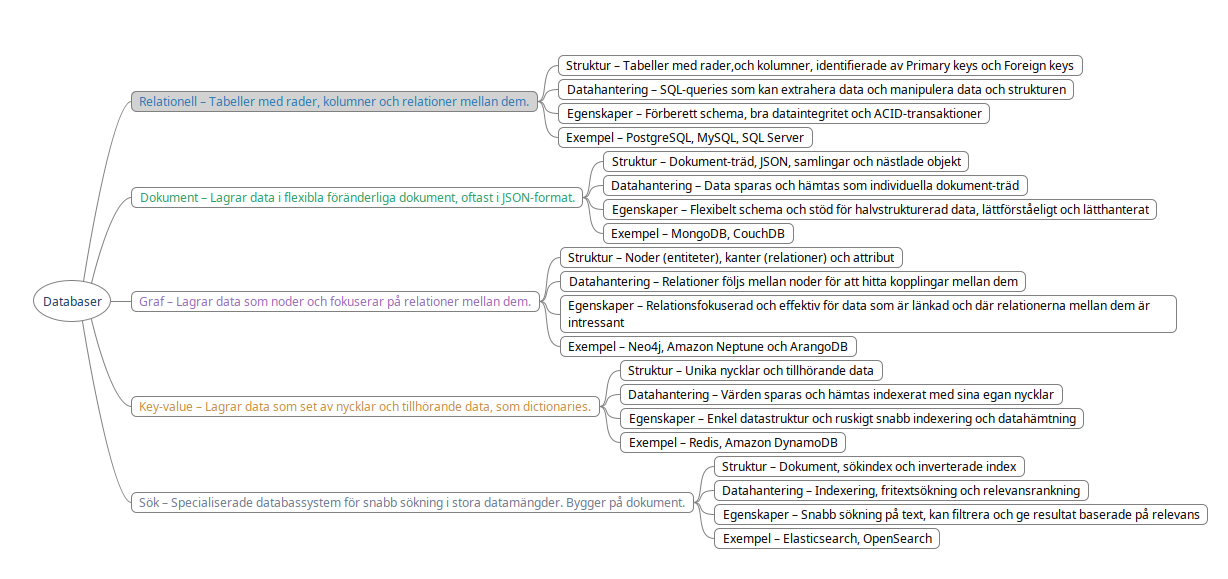 Databaser
Relationell – Tabeller med rader, kolumner och relationer mellan dem.
Struktur – Tabeller med rader,och kolumner, identifierade av Primary keys och Foreign keys
Datahantering – SQL-queries som kan extrahera data och manipulera data och strukturen
Egenskaper – Förberett schema, bra dataintegritet och ACID-transaktioner
Exempel – PostgreSQL, MySQL, SQL Server
Dokument – Lagrar data i flexibla föränderliga dokument, oftast i JSON-format.
Struktur – Dokument-träd, JSON, samlingar och nästlade objekt
Datahantering – Data sparas och hämtas som individuella dokument-träd
Egenskaper – Flexibelt schema och stöd för halvstrukturerad data, lättförståeligt och lätthanterat
Exempel – MongoDB, CouchDB
Graf – Lagrar data som noder och fokuserar på relationer mellan dem.
Struktur – Noder (entiteter), kanter (relationer) och attribut
Datahantering – Relationer följs mellan noder för att hitta kopplingar mellan dem
Egenskaper – Relationsfokuserad och effektiv för data som är länkad och där relationerna mellan dem är
intressant
Exempel – Neo4j, Amazon Neptune och ArangoDB
Key-value – Lagrar data som set av nycklar och tillhörande data, som dictionaries.
Struktur – Unika nycklar och tillhörande data
Datahantering – Värden sparas och hämtas indexerat med sina egan nycklar
Egenskaper – Enkel datastruktur och ruskigt snabb indexering och datahämtning
Exempel – Redis, Amazon DynamoDB
Sök – Specialiserade databassystem för snabb sökning i stora datamängder. Bygger på dokument.
Struktur – Dokument, sökindex och inverterade index
Datahantering – Indexering, fritextsökning och relevansrankning
Egenskaper – Snabb sökning på text, kan filtrera och ge resultat baserade på relevans
Exempel – Elasticsearch, OpenSearch